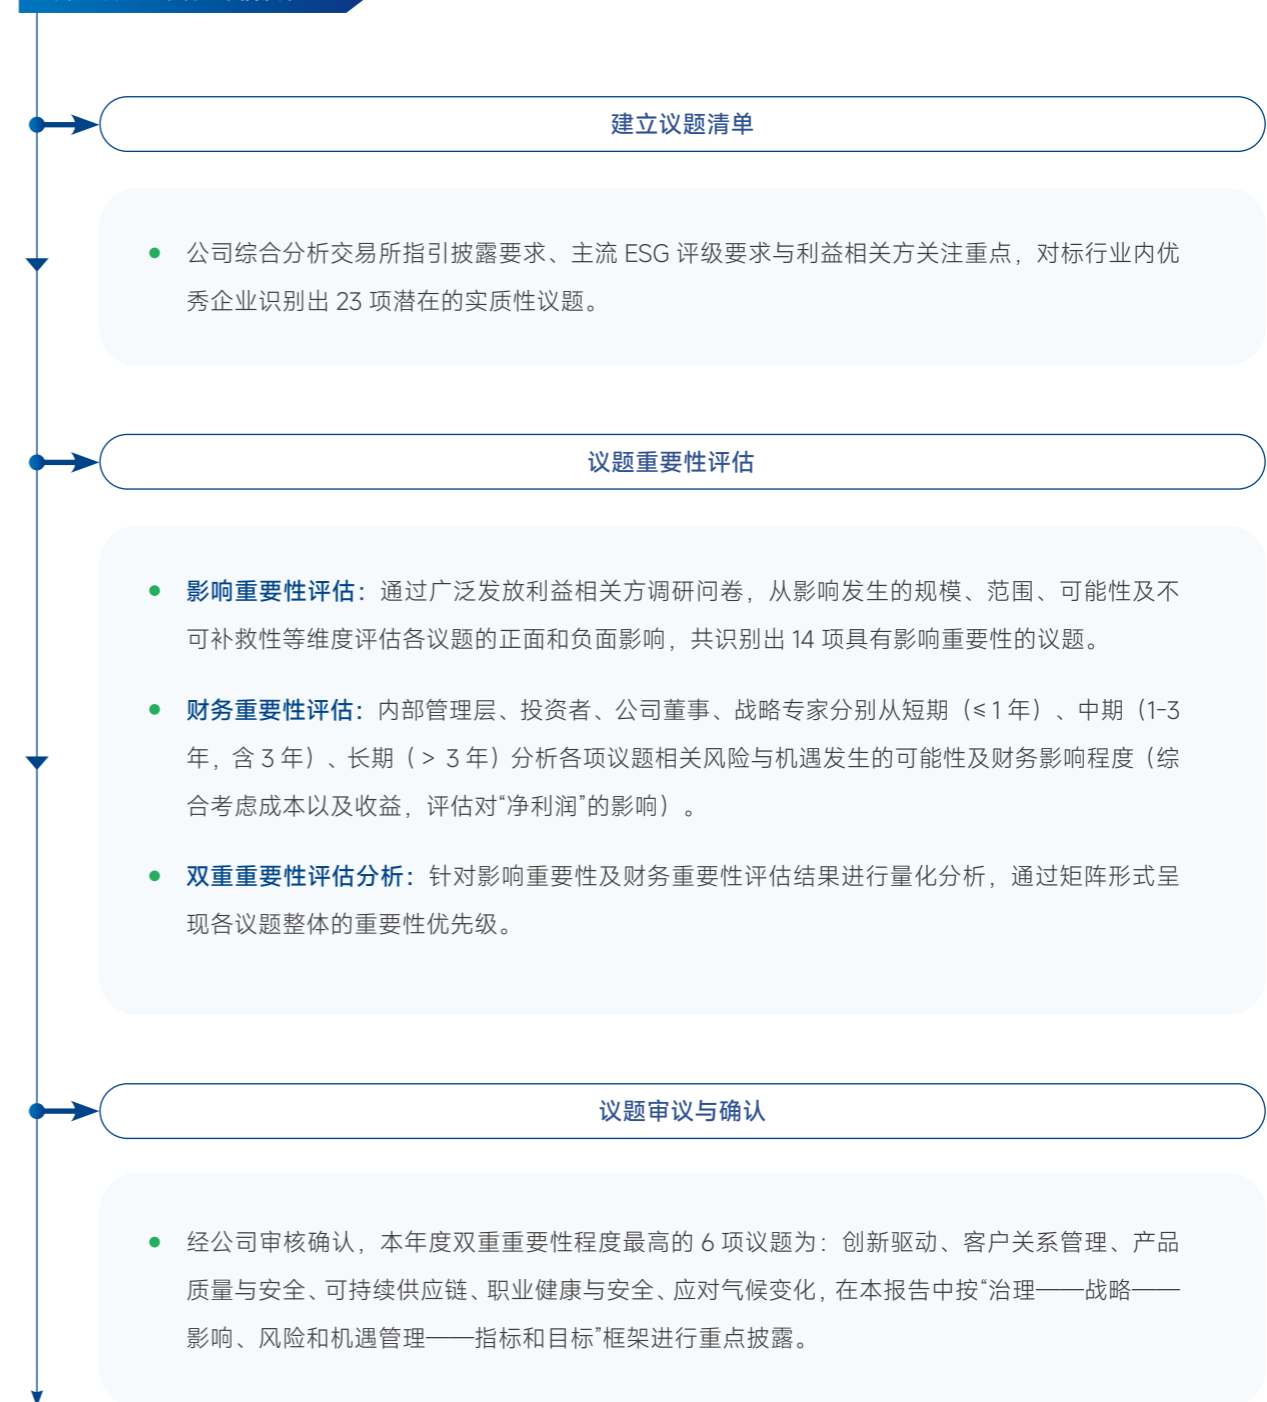 建立议题清单
公司综合分析交易所指引披露要求、主流 ESG 评级要求与利益相关方关注重点，对标行业内优
秀企业识别出 23 项潜在的实质性议题。
议题重要性评估
影响重要性评估：通过广泛发放利益相关方调研问卷，从影响发生的规模、范围、可能性及不
可补救性等维度评估各议题的正面和负面影响，共识别出 14 项具有影响重要性的议题。
财务重要性评估：内部管理层、投资者、公司董事、战略专家分别从短期（≤ 1 年）、中期（1-3
年，含 3 年）、长期（＞ 3 年）分析各项议题相关风险与机遇发生的可能性及财务影响程度（综
合考虑成本以及收益，评估对“净利润”的影响）。
双重重要性评估分析：针对影响重要性及财务重要性评估结果进行量化分析，通过矩阵形式呈
现各议题整体的重要性优先级。
议题审议与确认
经公司审核确认，本年度双重重要性程度最高的 6 项议题为：创新驱动、客户关系管理、产品
质量与安全、可持续供应链、职业健康与安全、应对气候变化，在本报告中按“治理——战略——
影响、风险和机遇管理——指标和目标”框架进行重点披露。